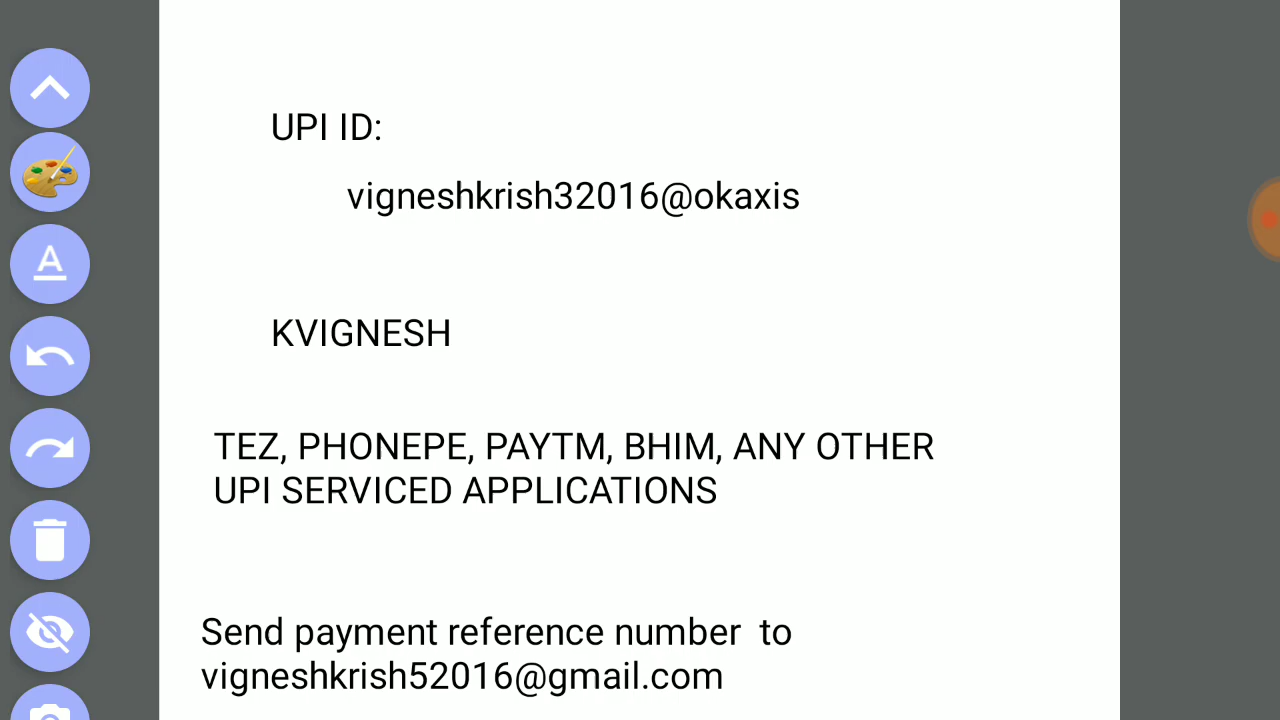 UPI ID:
vigneshkrish32016@okaxis
KVIGNESH
TEZ, PHONEPE, PAYTM, BHIM, ANY OTHER
UPI SERVICED APPLICATIONS
Send payment reference number  to
vigneshkrish52016@gmail.com